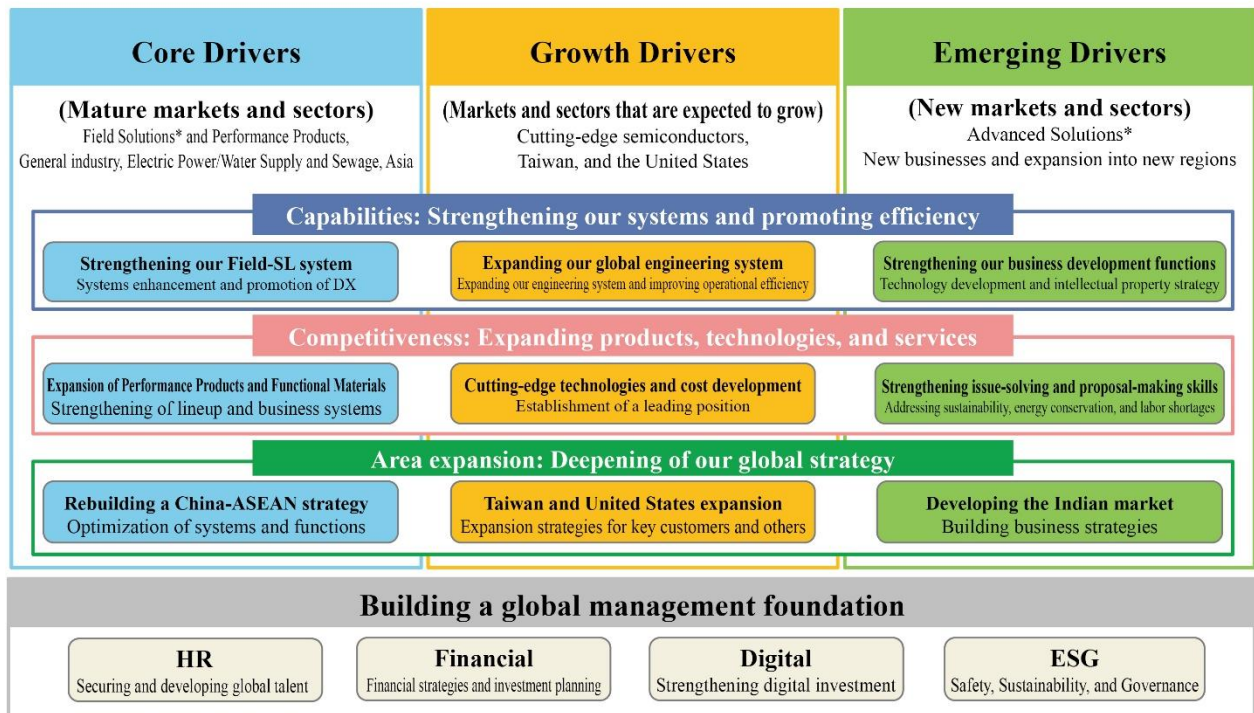 Core Drivers
Growth Drivers
Emerging Drivers
(Mature markets and sectors)
Field Solutions* and Performance Products,
General industry, Electric Power/Water Supply and Sewage, Asia
(Markets and sectors that are expected to grow)
Cutting-edge semiconductors,
Taiwan, and the United States
(New markets and sectors)
Advanced Solutions*
New businesses and expansion into new regions
Capabilities: Strengthening our systems and promoting efficiency
Strengthening our Field-SL system
Systems enhancement and promotion of DX
Expanding our global engineering system
Expanding our engineering system and improving operational efficiency
Strengthening our business development functions
Technology development and intellectual property strategy
Competitiveness: Expanding products, technologies, and services
Expansion of Performance Products and Functional Materials
Strengthening of lineup and business systems
Cutting-edge technologies and cost development
Establishment of a leading position
Strengthening issue-solving and proposal-making skills
Addressing sustainability, energy conservation, and labor shortages
Area expansion: Deepening of our global strategy
Rebuilding a China-ASEAN strategy
Optimization of systems and functions
Taiwan and United States expansion
Expansion strategies for key customers and others
Developing the Indian market
Building business strategies
Building a global management foundation
HR
Securing and developing global talent
Financial
Financial strategies and investment planning
Digital
Strengthening digital investment
ESG
Safety, Sustainability, and Governance